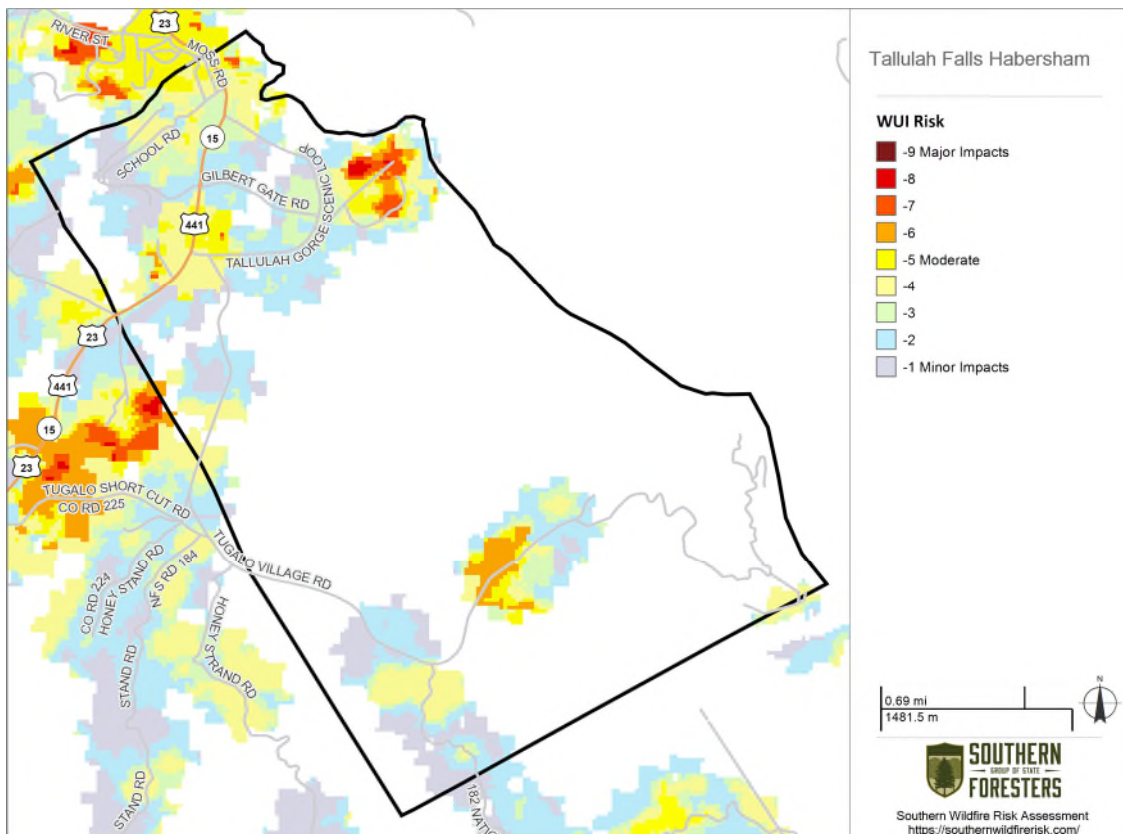 23
RIVER ST
MOSS RD
15
SCHOOL RD
GILBERT GATE RD
TALLULAH GORGE SCENIC LOOP
441
TALLULAH GORGE
23
441
15
23
TUGALO SHORT CUT RD
CO RD 225
TUGALO VILLAGE RD
CO RD 224
HONEY STAND RD
NFS RD 184
HONEY STRAND RD
STAND RD
STAND RD
182 NATIO
Tallulah Falls Habersham
WUI Risk
-9 Major Impacts
-8
-7
-6
-5 Moderate
-4
-3
-2
-1 Minor Impacts
0.69 mi
1481.5 m
N
SOUTHERN
GROUP OF STATE
FORESTERS
Southern Wildfire Risk Assessment
https://southernwildfirerisk.com/